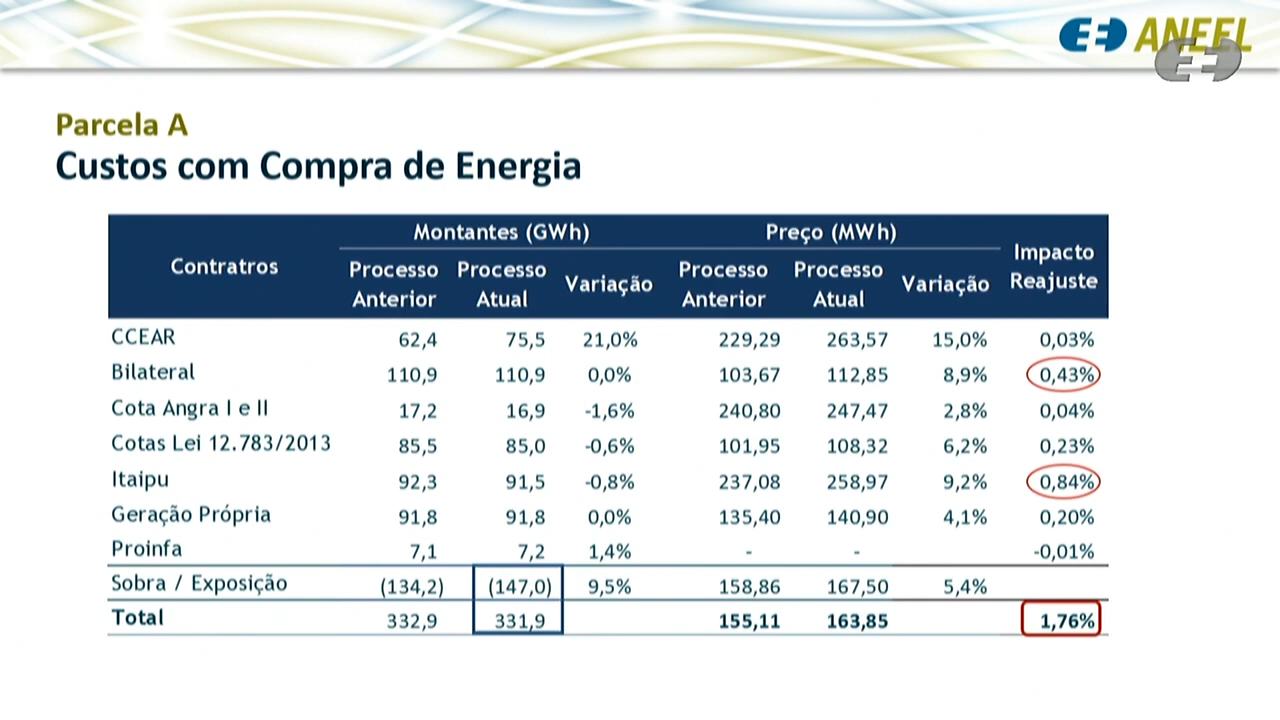 ANEEL
Parcela A
Custos com Compra de Energia
Contratros Montantes (GWh) Preço (MWh) Impacto Reajuste
Processo Anterior Processo Atual Variação Processo Anterior Processo Atual Variação
CCEAR 62,4 75,5 21,0% 229,29 263,57 15,0% 0,03%
Bilateral 110,9 110,9 0,0% 103,67 112,85 8,9% 0,43%
Cota Angra I e II 17,2 16,9 -1,6% 240,80 247,47 2,8% 0,04%
Cotas Lei 12.783/2013 85,5 85,0 -0,6% 101,95 108,32 6,2% 0,23%
Itaipu 92,3 91,5 -0,8% 237,08 258,97 9,2% 0,84%
Geração Própria 91,8 91,8 0,0% 135,40 140,90 4,1% 0,20%
Proinfa 7,1 7,2 1,4% - - -0,01%
Sobra / Exposição (134,2) (147,0) 9,5% 158,86 167,50 5,4%
Total 332,9 331,9 155,11 163,85 1,76%